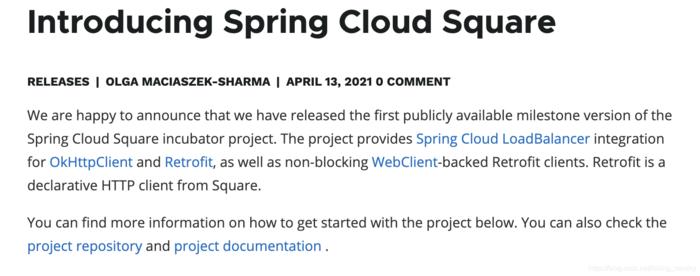 Introducing Spring Cloud Square
RELEASES | OLGA MACIASZEK-SHARMA | APRIL 13, 2021 0 COMMENT
We are happy to announce that we have released the first publicly available milestone version of the
Spring Cloud Square incubator project. The project provides Spring Cloud LoadBalancer integration
for OkHttpClient and Retrofit, as well as non-blocking WebClient-backed Retrofit clients. Retrofit is a
declarative HTTP client from Square.
You can find more information on how to get started with the project below. You can also check the
project repository and project documentation .